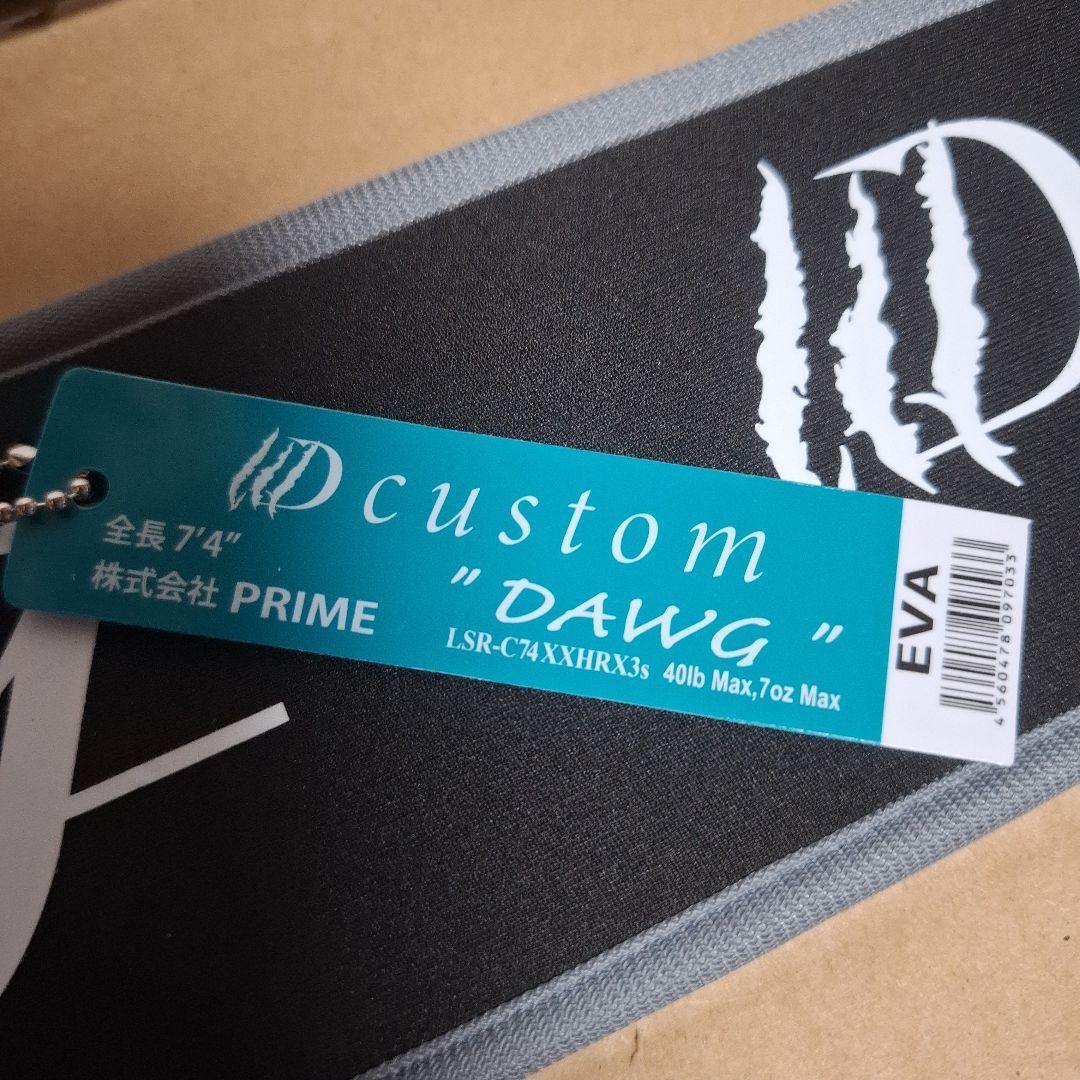 D custom
全長 7'4"
株式会社 PRIME
"DAWG"
LSR-C74XXHRX3s 40lb Max,7oz Max
EVA
4 560478 097033
D